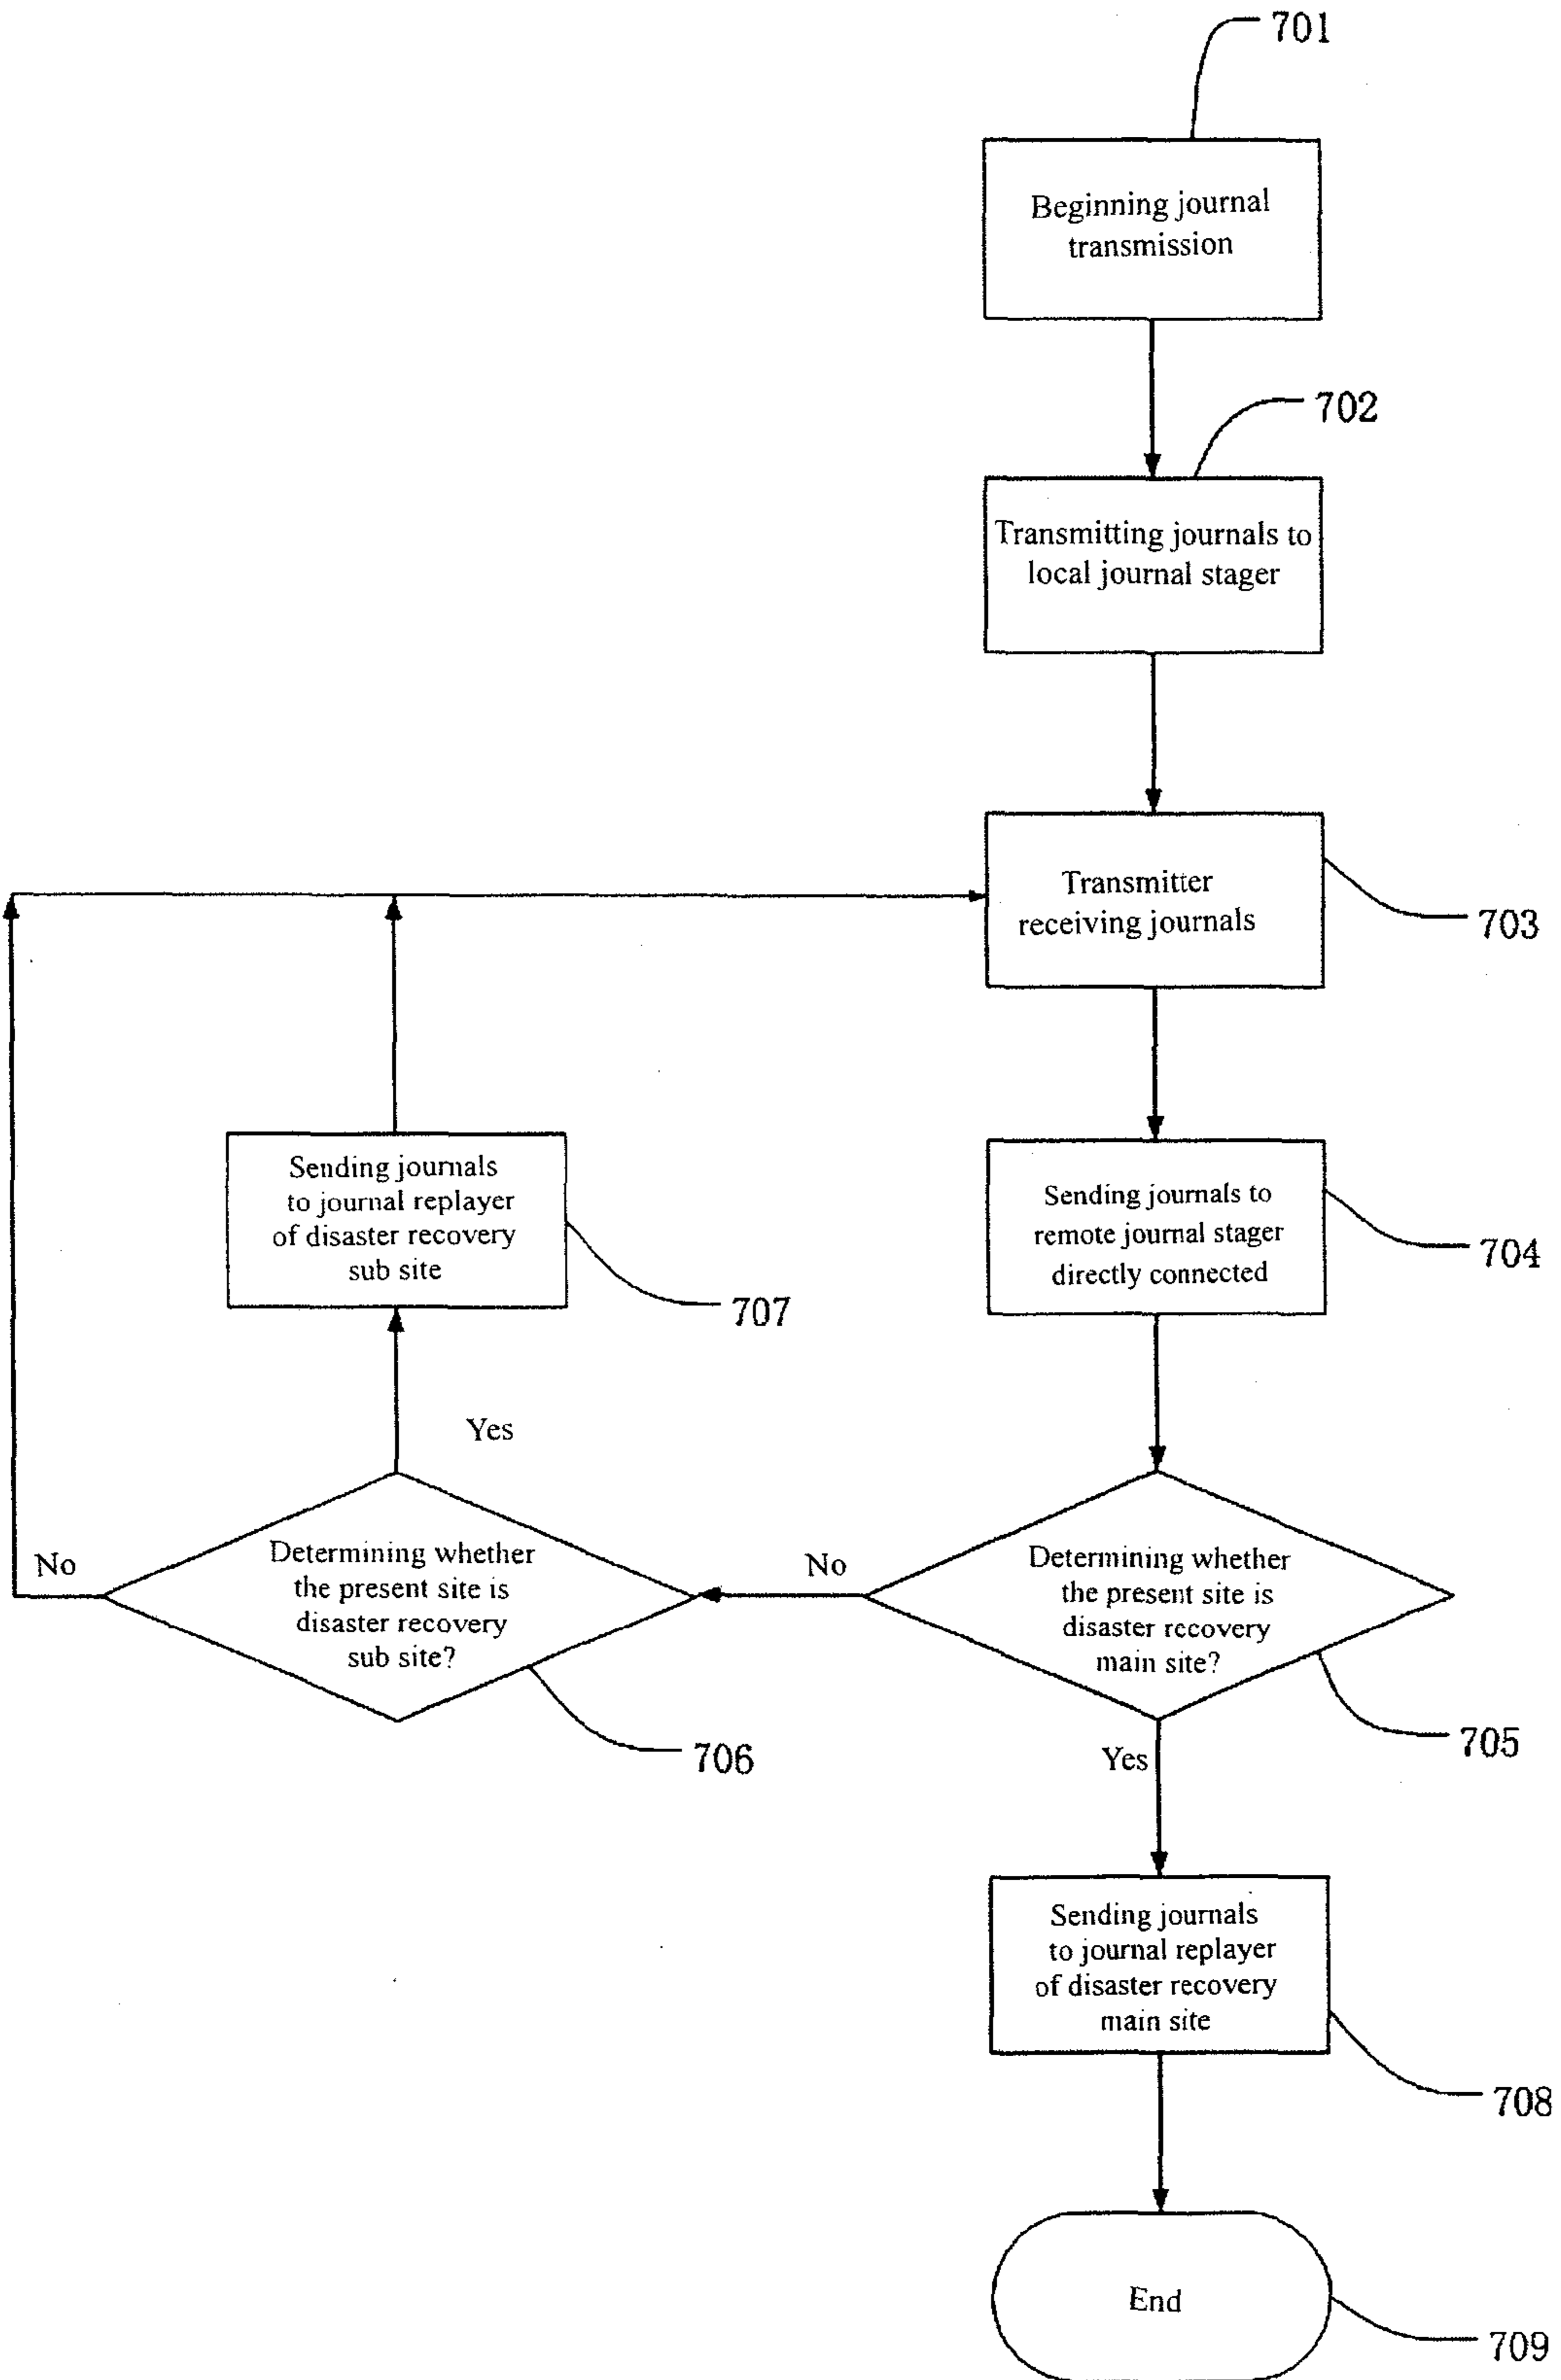 701
Beginning journal
transmission
702
Transmitting journals to
local journal stager
Transmitter
receiving journals
703
Sending journals
to journal replayer
of disaster recovery
sub site
707
Sending journals to
remote journal stager
directly connected
704
Yes
No
Determining whether
the present site is
disaster recovery
sub site?
706
No
Determining whether
the present site is
disaster recovery
main site?
705
Yes
Sending journals
to journal replayer
of disaster recovery
main site
708
End
709